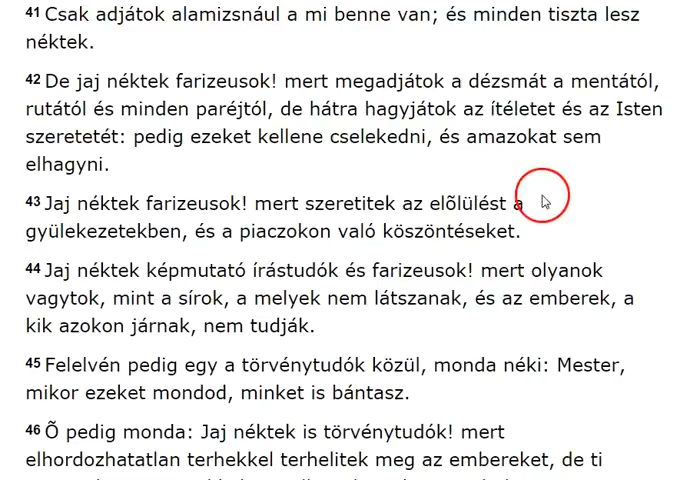 41 Csak adjátok alamizsnául a mi benne van; és minden tiszta lesz
néktek.
42 De jaj néktek farizeusok! mert megadjátok a dézsmát a mentától,
rutától és minden paréjtól, de hátra hagyjátok az ítéletet és az Isten
szeretetét: pedig ezeket kellene cselekedni, és amazokat sem
elhagyni.
43 Jaj néktek farizeusok! mert szeretitek az elõlülést a
gyülekezetekben, és a piaczokon való köszöntéseket.
44 Jaj néktek képmutató írástudók és farizeusok! mert olyanok
vagytok, mint a sírok, a melyek nem látszanak, és az emberek, a
kik azokon járnak, nem tudják.
45 Felelvén pedig egy a törvénytudók közül, monda néki: Mester,
mikor ezeket mondod, minket is bántasz.
46 Õ pedig monda: Jaj néktek is törvénytudók! mert
elhordozhatatlan terhekkel terhelitek meg az embereket, de ti